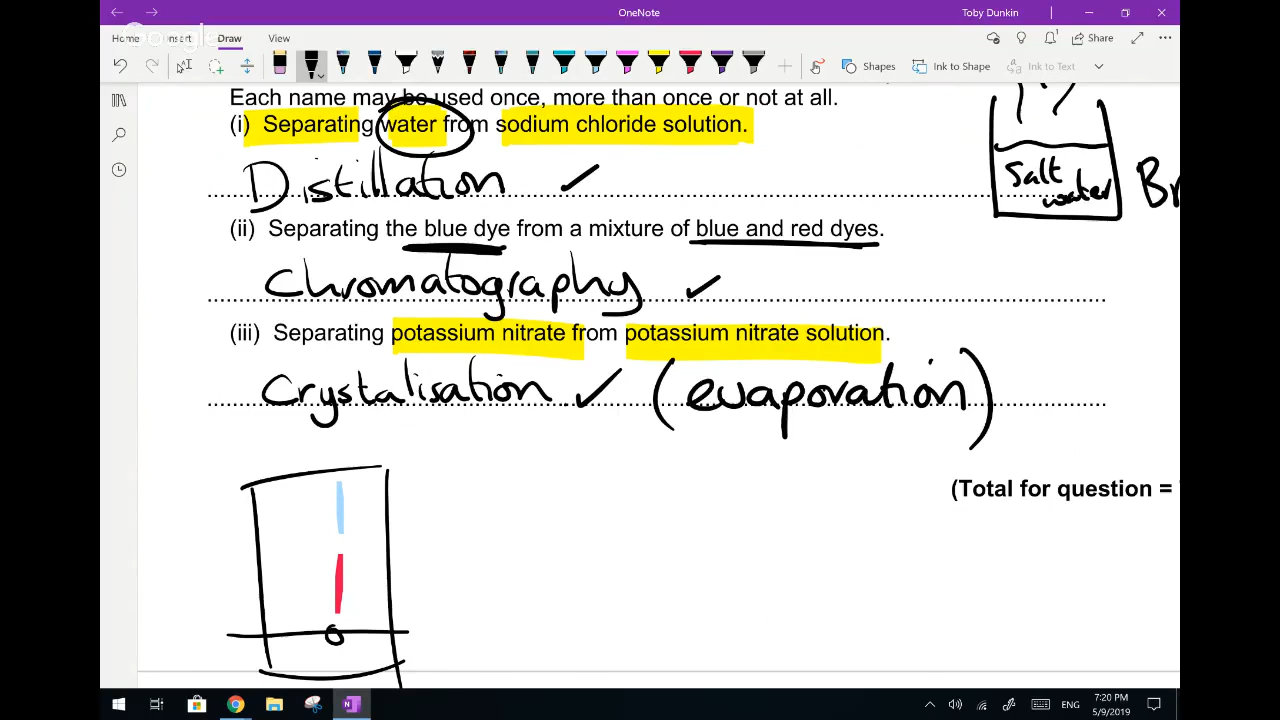 OneNote
Toby Dunkin
Google
Home Insert Draw View
Share
Shapes
Ink to Shape
Ink to Text
Each name may be used once, more than once or not at all.
(i) Separating water from sodium chloride solution.
Distillation ✓
Salt
water
(ii) Separating the blue dye from a mixture of blue and red dyes.
Chromatography ✓
(iii) Separating potassium nitrate from potassium nitrate solution.
Crystalisation ✓ (evaporation)
(Total for question =
ENG
7:20 PM
5/9/2019